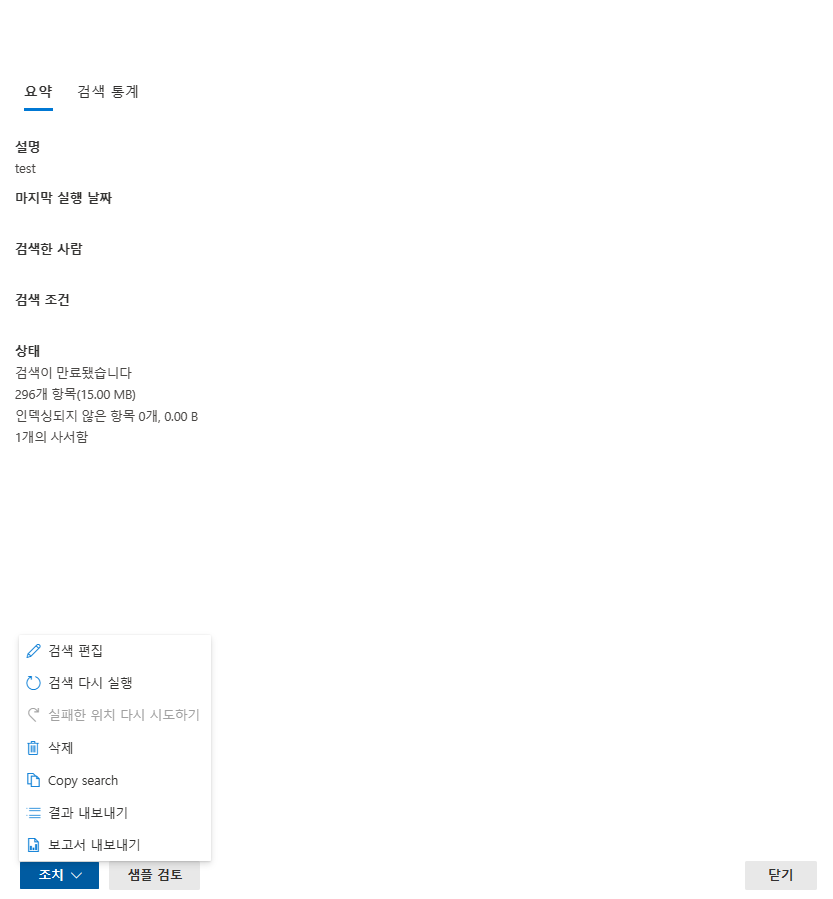 요약 검색 통계
설명
test
마지막 실행 날짜
검색한 사람
검색 조건
상태
검색이 만료됐습니다
296개 항목(15.00 MB)
인덱싱되지 않은 항목 0개, 0.00 B
1개의 사서함
검색 편집
검색 다시 실행
실패한 위치 다시 시도하기
삭제
Copy search
결과 내보내기
보고서 내보내기
조치 샘플 검토 닫기